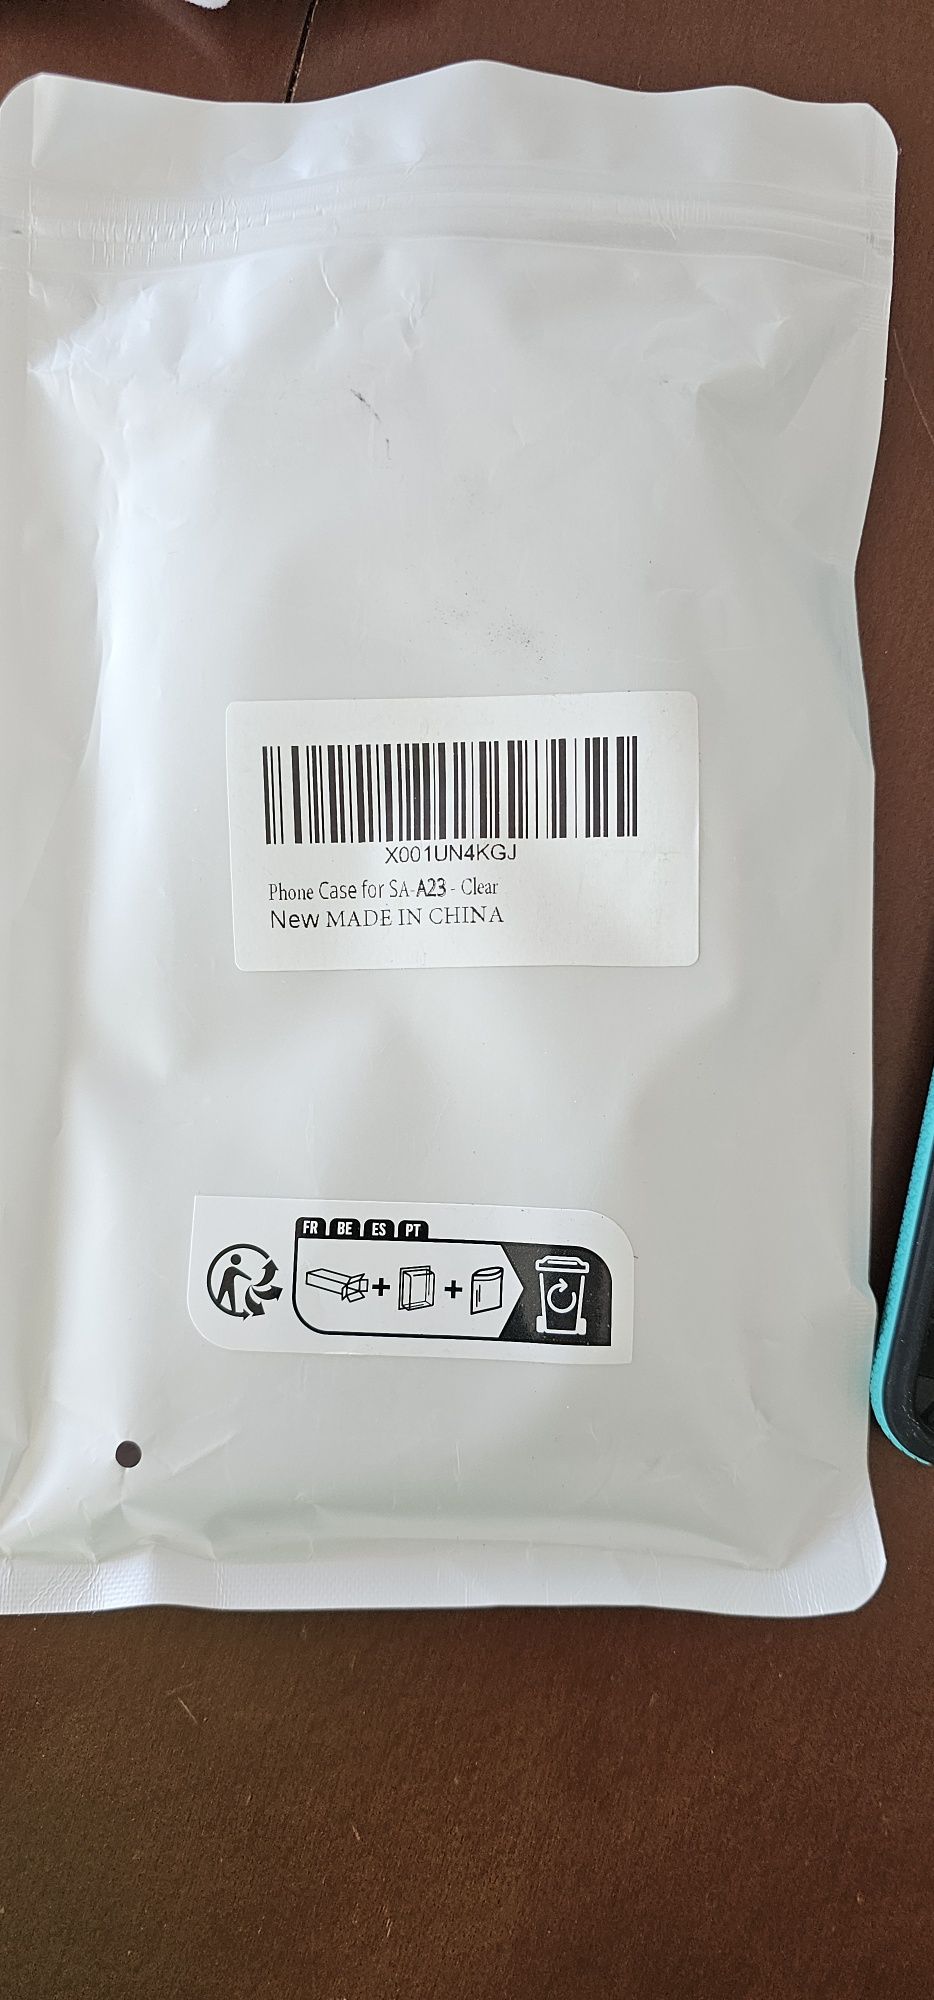 X001UN4KGJ
Phone Case for SA-A23 - Clear
New MADE IN CHINA
FR BE ES PT